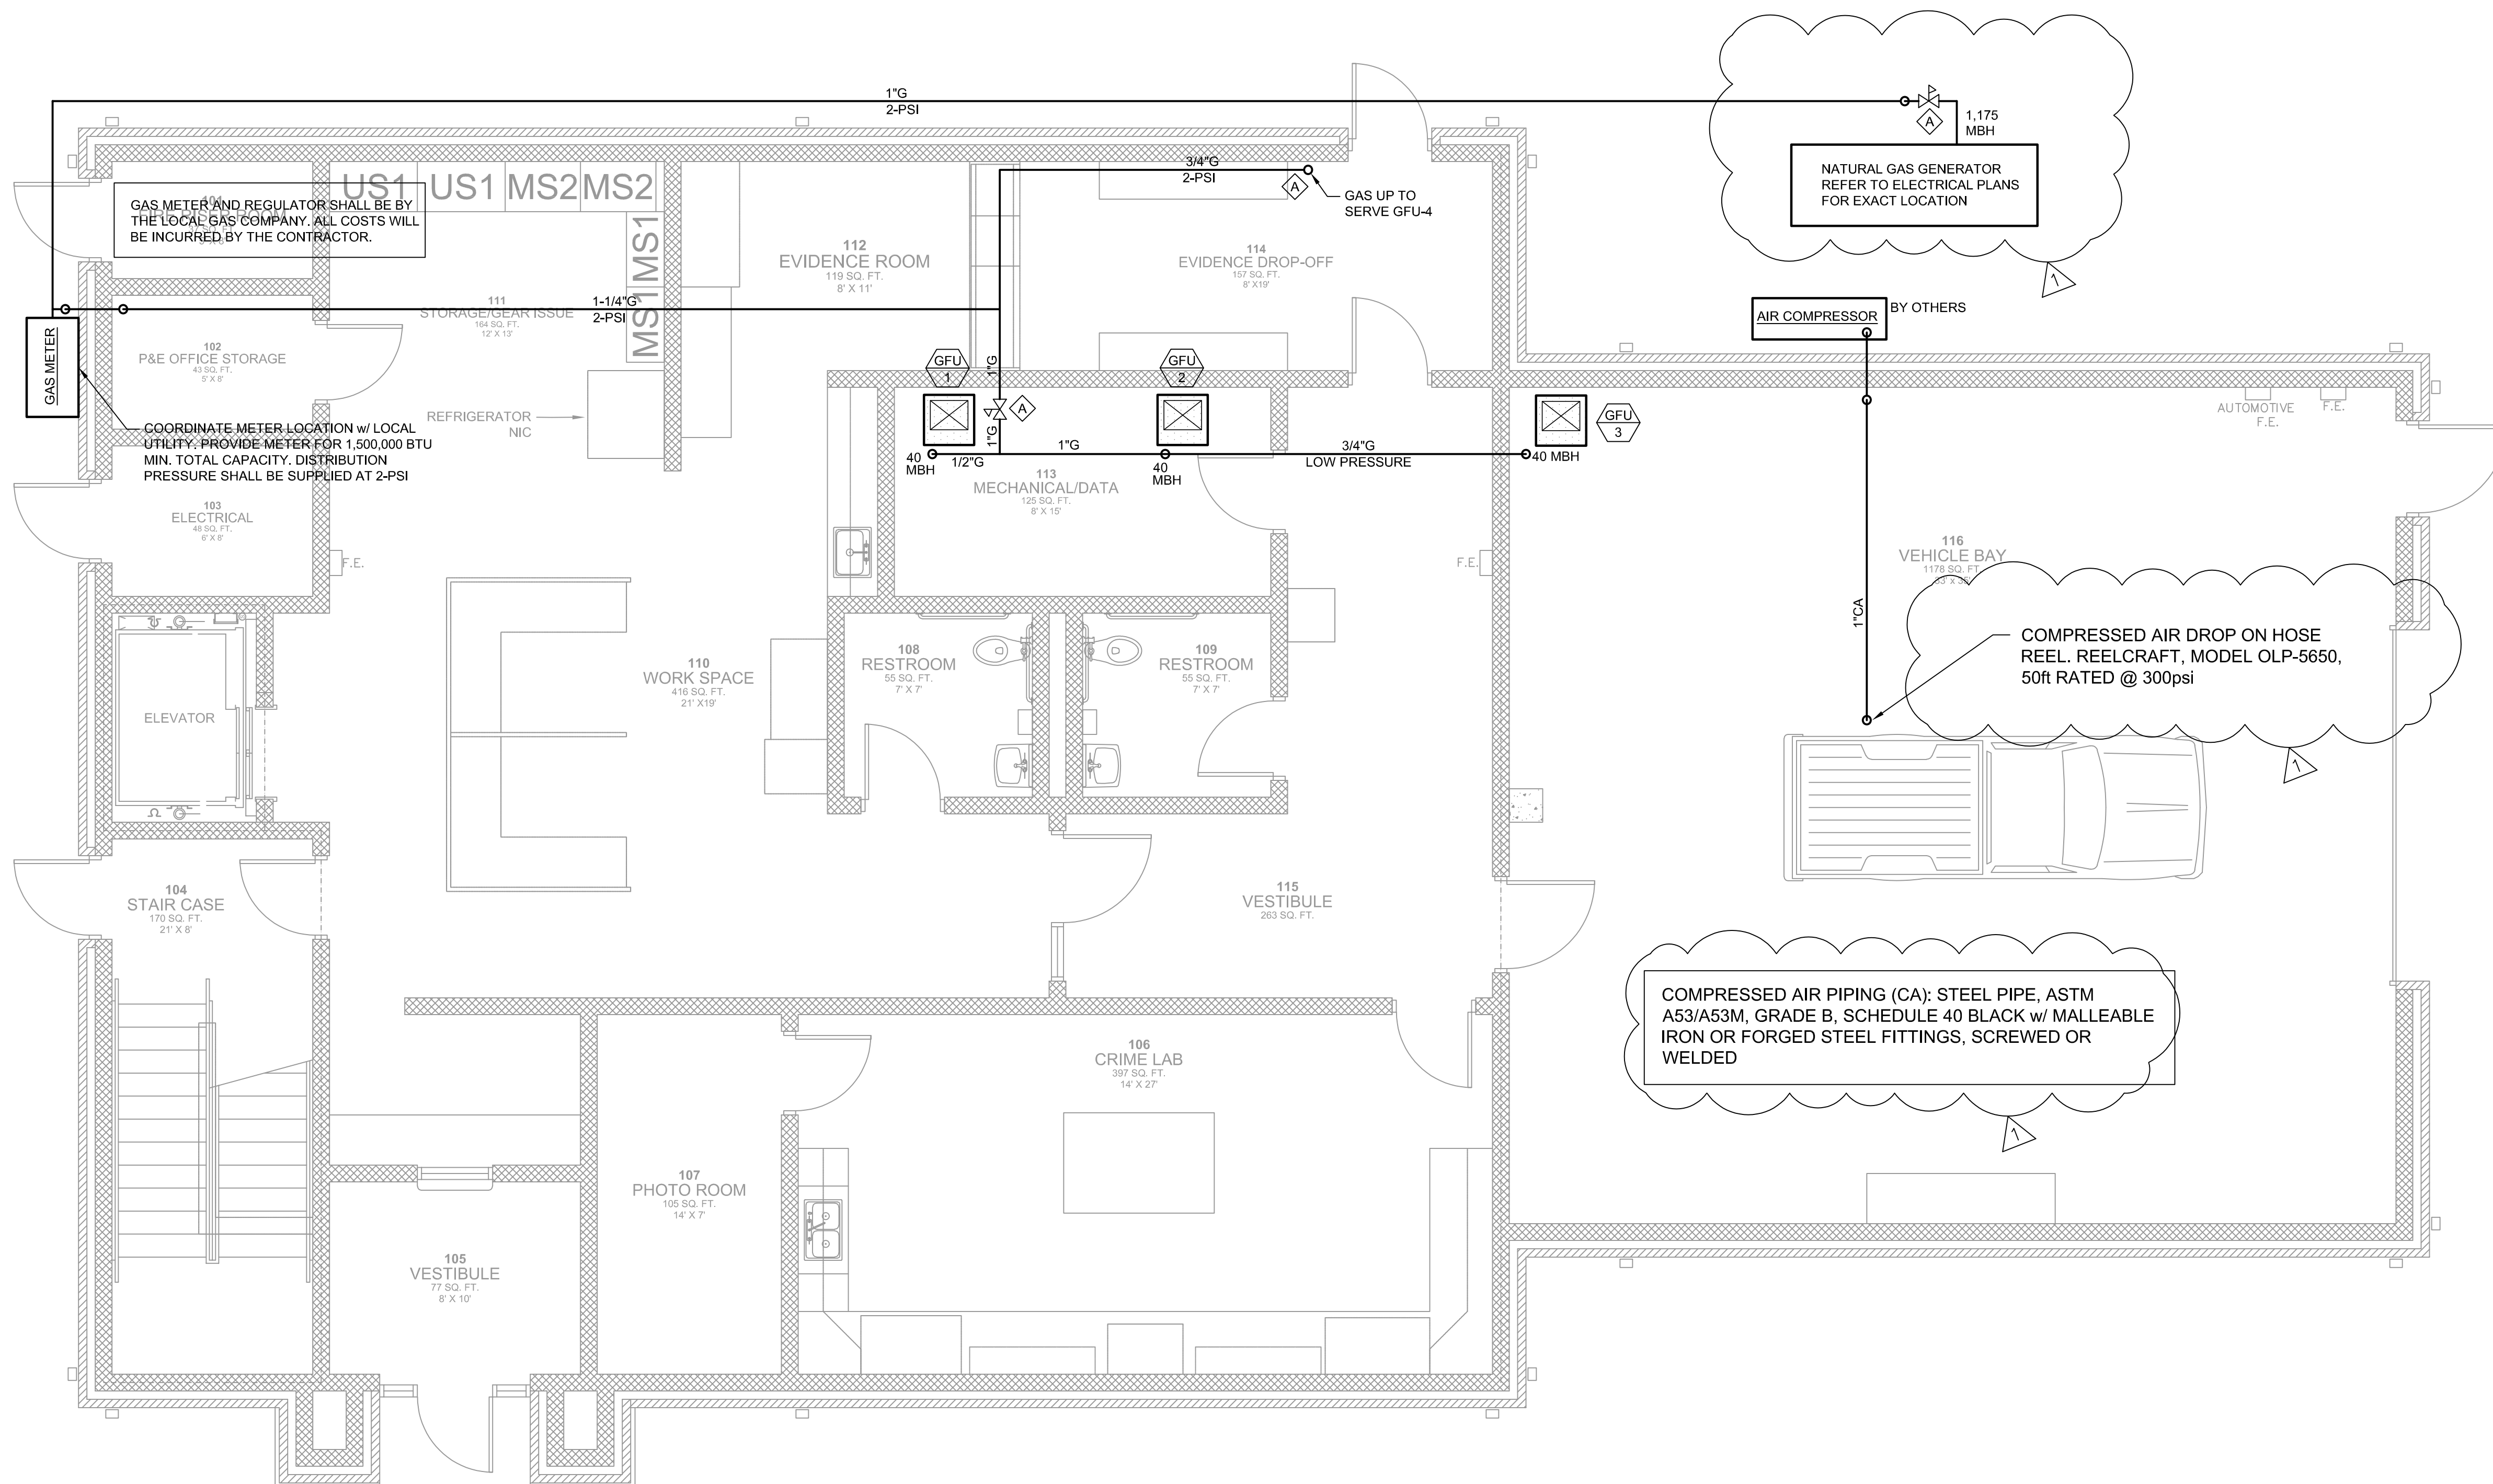 1"G
2-PSI
1,175
MBH
A
NATURAL GAS GENERATOR
REFER TO ELECTRICAL PLANS
FOR EXACT LOCATION
1
3/4"G
2-PSI
A
GAS UP TO
SERVE GFU-4
US1 US1 MS2 MS2
MS1 MS1
101
FIRE RISER ROOM
GAS METER AND REGULATOR SHALL BE BY
THE LOCAL GAS COMPANY. ALL COSTS WILL
BE INCURRED BY THE CONTRACTOR.
112
EVIDENCE ROOM
119 SQ. FT.
8' X 11'
114
EVIDENCE DROP-OFF
157 SQ. FT.
8' X19'
111
STORAGE/GEAR ISSUE
164 SQ. FT.
12' X 13'
1-1/4"G
2-PSI
AIR COMPRESSOR
BY OTHERS
GAS METER
102
P&E OFFICE STORAGE
43 SQ. FT.
5' X 8'
GFU
1
1"G
GFU
2
A
GFU
3
REFRIGERATOR
NIC
AUTOMOTIVE
F.E.
F.E.
COORDINATE METER LOCATION w/ LOCAL
UTILITY. PROVIDE METER FOR 1,500,000 BTU
MIN. TOTAL CAPACITY. DISTRIBUTION
PRESSURE SHALL BE SUPPLIED AT 2-PSI
1"G
40
MBH
1/2"G
1"G
40
MBH
3/4"G
LOW PRESSURE
40 MBH
113
MECHANICAL/DATA
125 SQ. FT.
8' X 15'
103
ELECTRICAL
48 SQ. FT.
6' X 8'
F.E.
F.E.
116
VEHICLE BAY
1178 SQ. FT.
33' x 35'
1"CA
COMPRESSED AIR DROP ON HOSE
REEL. REELCRAFT, MODEL OLP-5650,
50ft RATED @ 300psi
1
110
WORK SPACE
416 SQ. FT.
21' X19'
108
RESTROOM
55 SQ. FT.
7' X 7'
109
RESTROOM
55 SQ. FT.
7' X 7'
ELEVATOR
104
STAIR CASE
170 SQ. FT.
21' X 8'
115
VESTIBULE
263 SQ. FT.
COMPRESSED AIR PIPING (CA): STEEL PIPE, ASTM
A53/A53M, GRADE B, SCHEDULE 40 BLACK w/ MALLEABLE
IRON OR FORGED STEEL FITTINGS, SCREWED OR
WELDED
1
106
CRIME LAB
397 SQ. FT.
14' X 27'
107
PHOTO ROOM
105 SQ. FT.
14' X 7'
105
VESTIBULE
77 SQ. FT.
8' X 10'